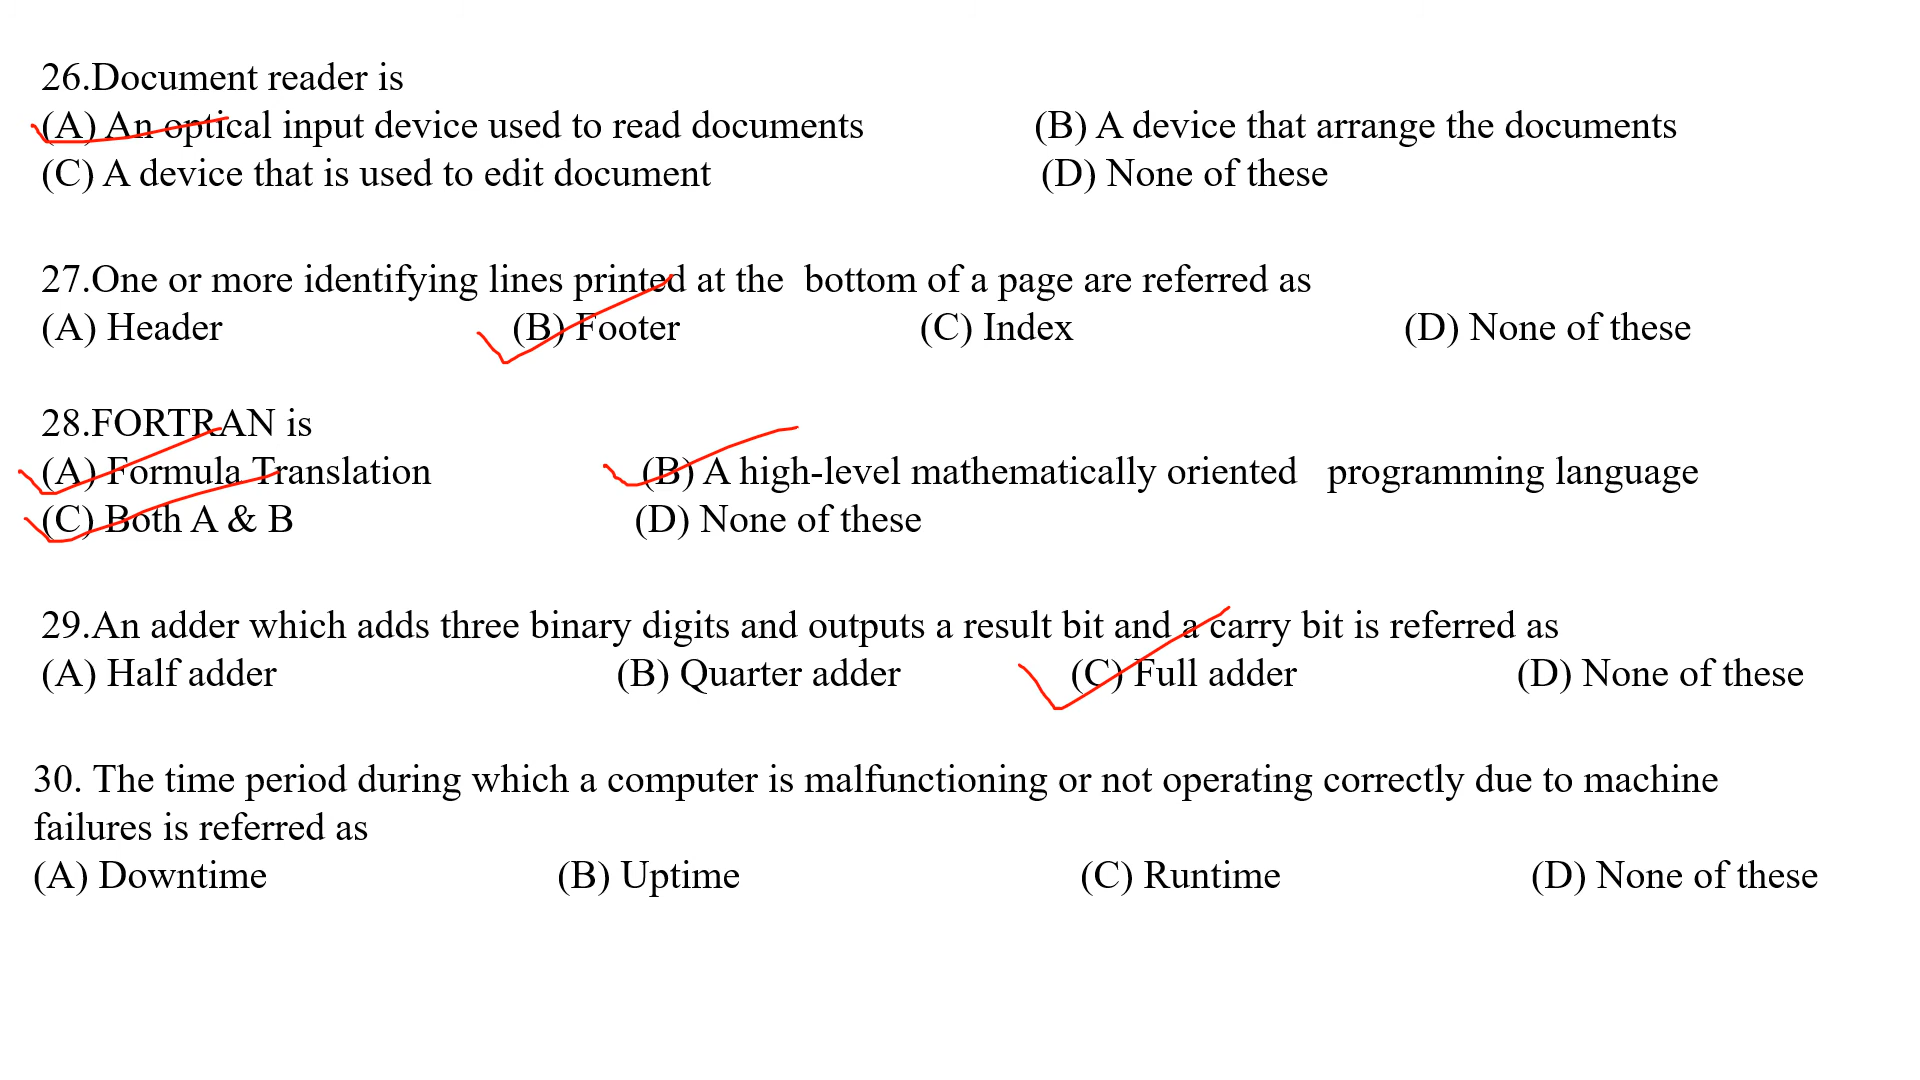 26.Document reader is
(A) An optical input device used to read documents (B) A device that arrange the documents
(C) A device that is used to edit document (D) None of these
27.One or more identifying lines printed at the bottom of a page are referred as
(A) Header (B) Footer (C) Index (D) None of these
28.FORTRAN is
(A) Formula Translation (B) A high-level mathematically oriented programming language
(C) Both A & B (D) None of these
29.An adder which adds three binary digits and outputs a result bit and a carry bit is referred as
(A) Half adder (B) Quarter adder (C) Full adder (D) None of these
30. The time period during which a computer is malfunctioning or not operating correctly due to machine
failures is referred as
(A) Downtime (B) Uptime (C) Runtime (D) None of these